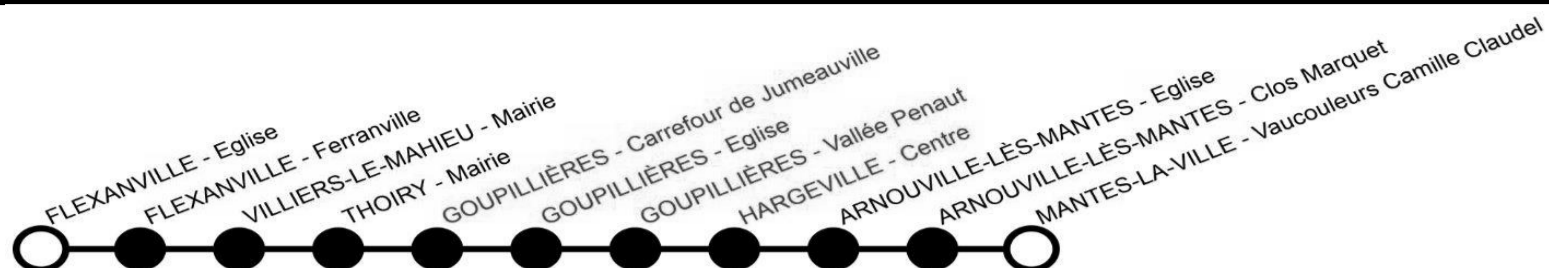 FLEXANVILLE - Eglise
FLEXANVILLE - Ferranville
VILLIERS-LE-MAHIEU - Mairie
THOIRY - Mairie
GOUPILLIÈRES - Carrefour de Jumeauville
GOUPILLIÈRES - Eglise
GOUPILLIÈRES - Vallée Penaut
HARGEVILLE - Centre
ARNOUVILLE-LÈS-MANTES - Eglise
ARNOUVILLE-LÈS-MANTES - Clos Marquet
MANTES-LA-VILLE - Vaucouleurs Camille Claudel